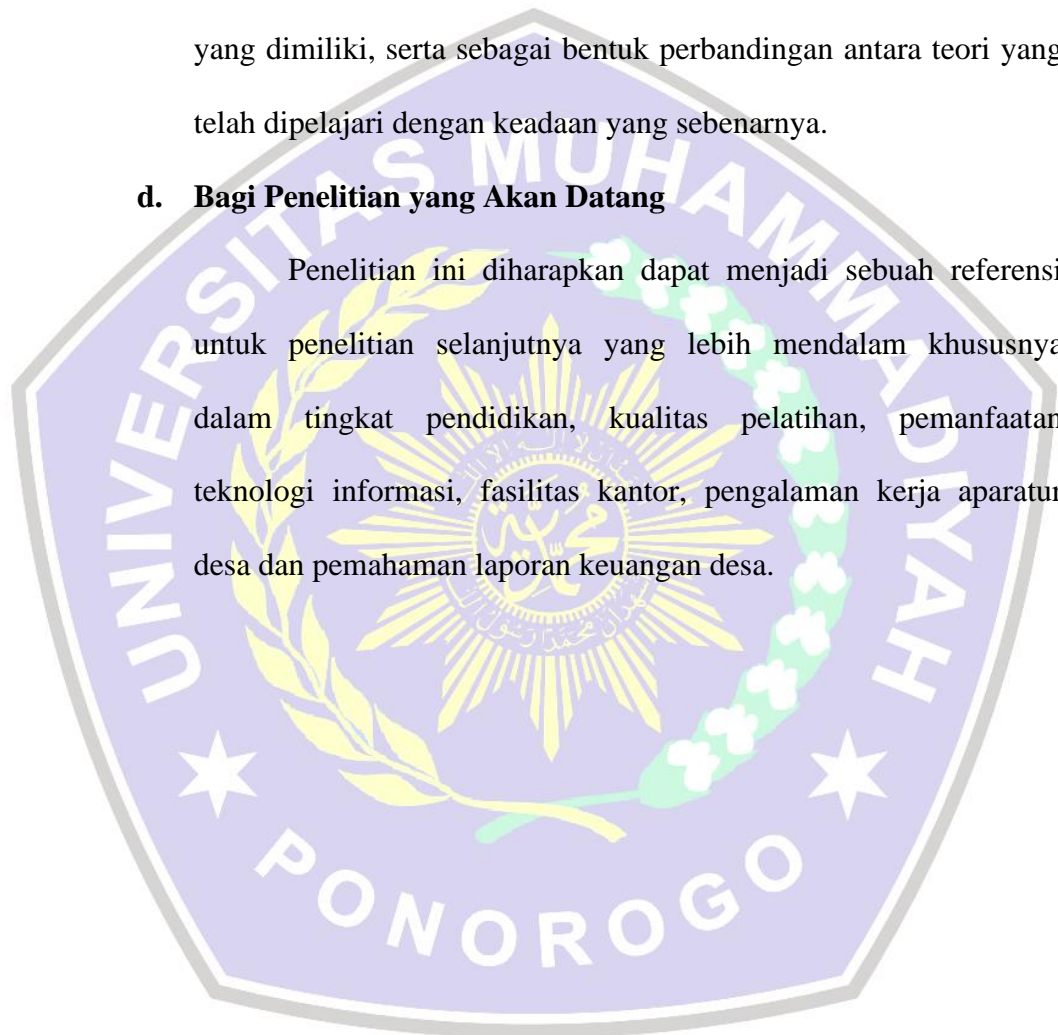 yang dimiliki, serta sebagai bentuk perbandingan antara teori yang
telah dipelajari dengan keadaan yang sebenarnya.
d. Bagi Penelitian yang Akan Datang
Penelitian ini diharapkan dapat menjadi sebuah referensi
untuk penelitian selanjutnya yang lebih mendalam khususnya
dalam tingkat pendidikan, kualitas pelatihan, pemanfaatan
teknologi informasi, fasilitas kantor, pengalaman kerja aparatur
desa dan pemahaman laporan keuangan desa.
UNIVERSITAS MUHAMMADIYAH
PONOROGO